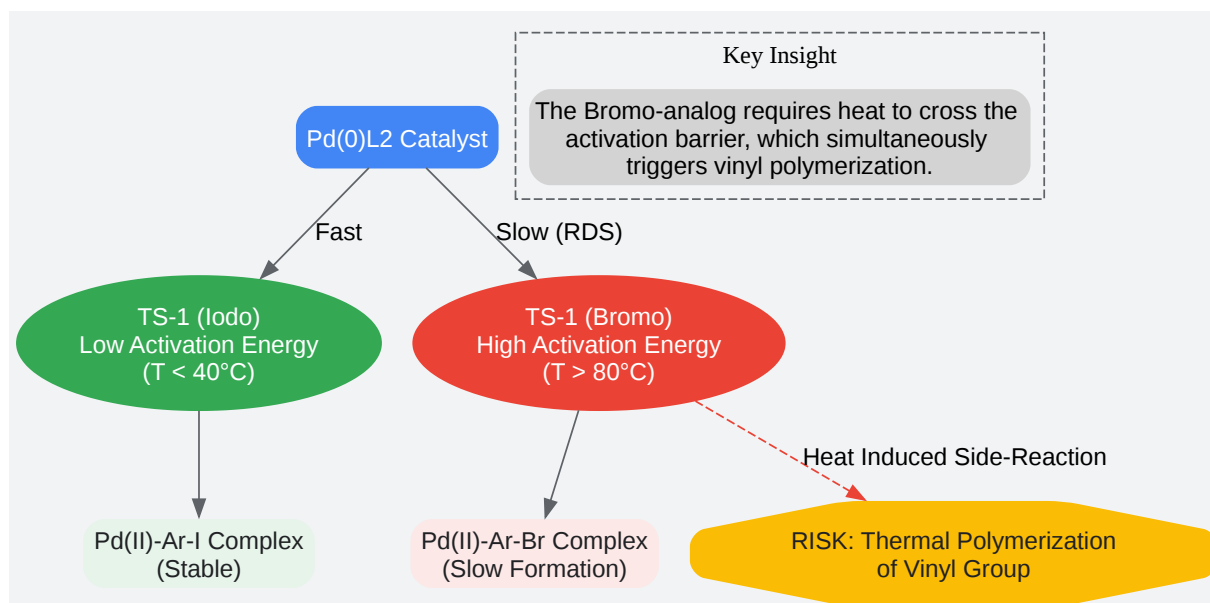 Key Insight
The Bromo-analog requires heat to cross the
activation barrier, which simultaneously
triggers vinyl polymerization.
Pd(0)L2 Catalyst
Fast
Slow (RDS)
TS-1 (Iodo)
Low Activation Energy
(T < 40°C)
TS-1 (Bromo)
High Activation Energy
(T > 80°C)
Heat Induced Side-Reaction
Pd(II)-Ar-I Complex
(Stable)
Pd(II)-Ar-Br Complex
(Slow Formation)
RISK: Thermal Polymerization
of Vinyl Group